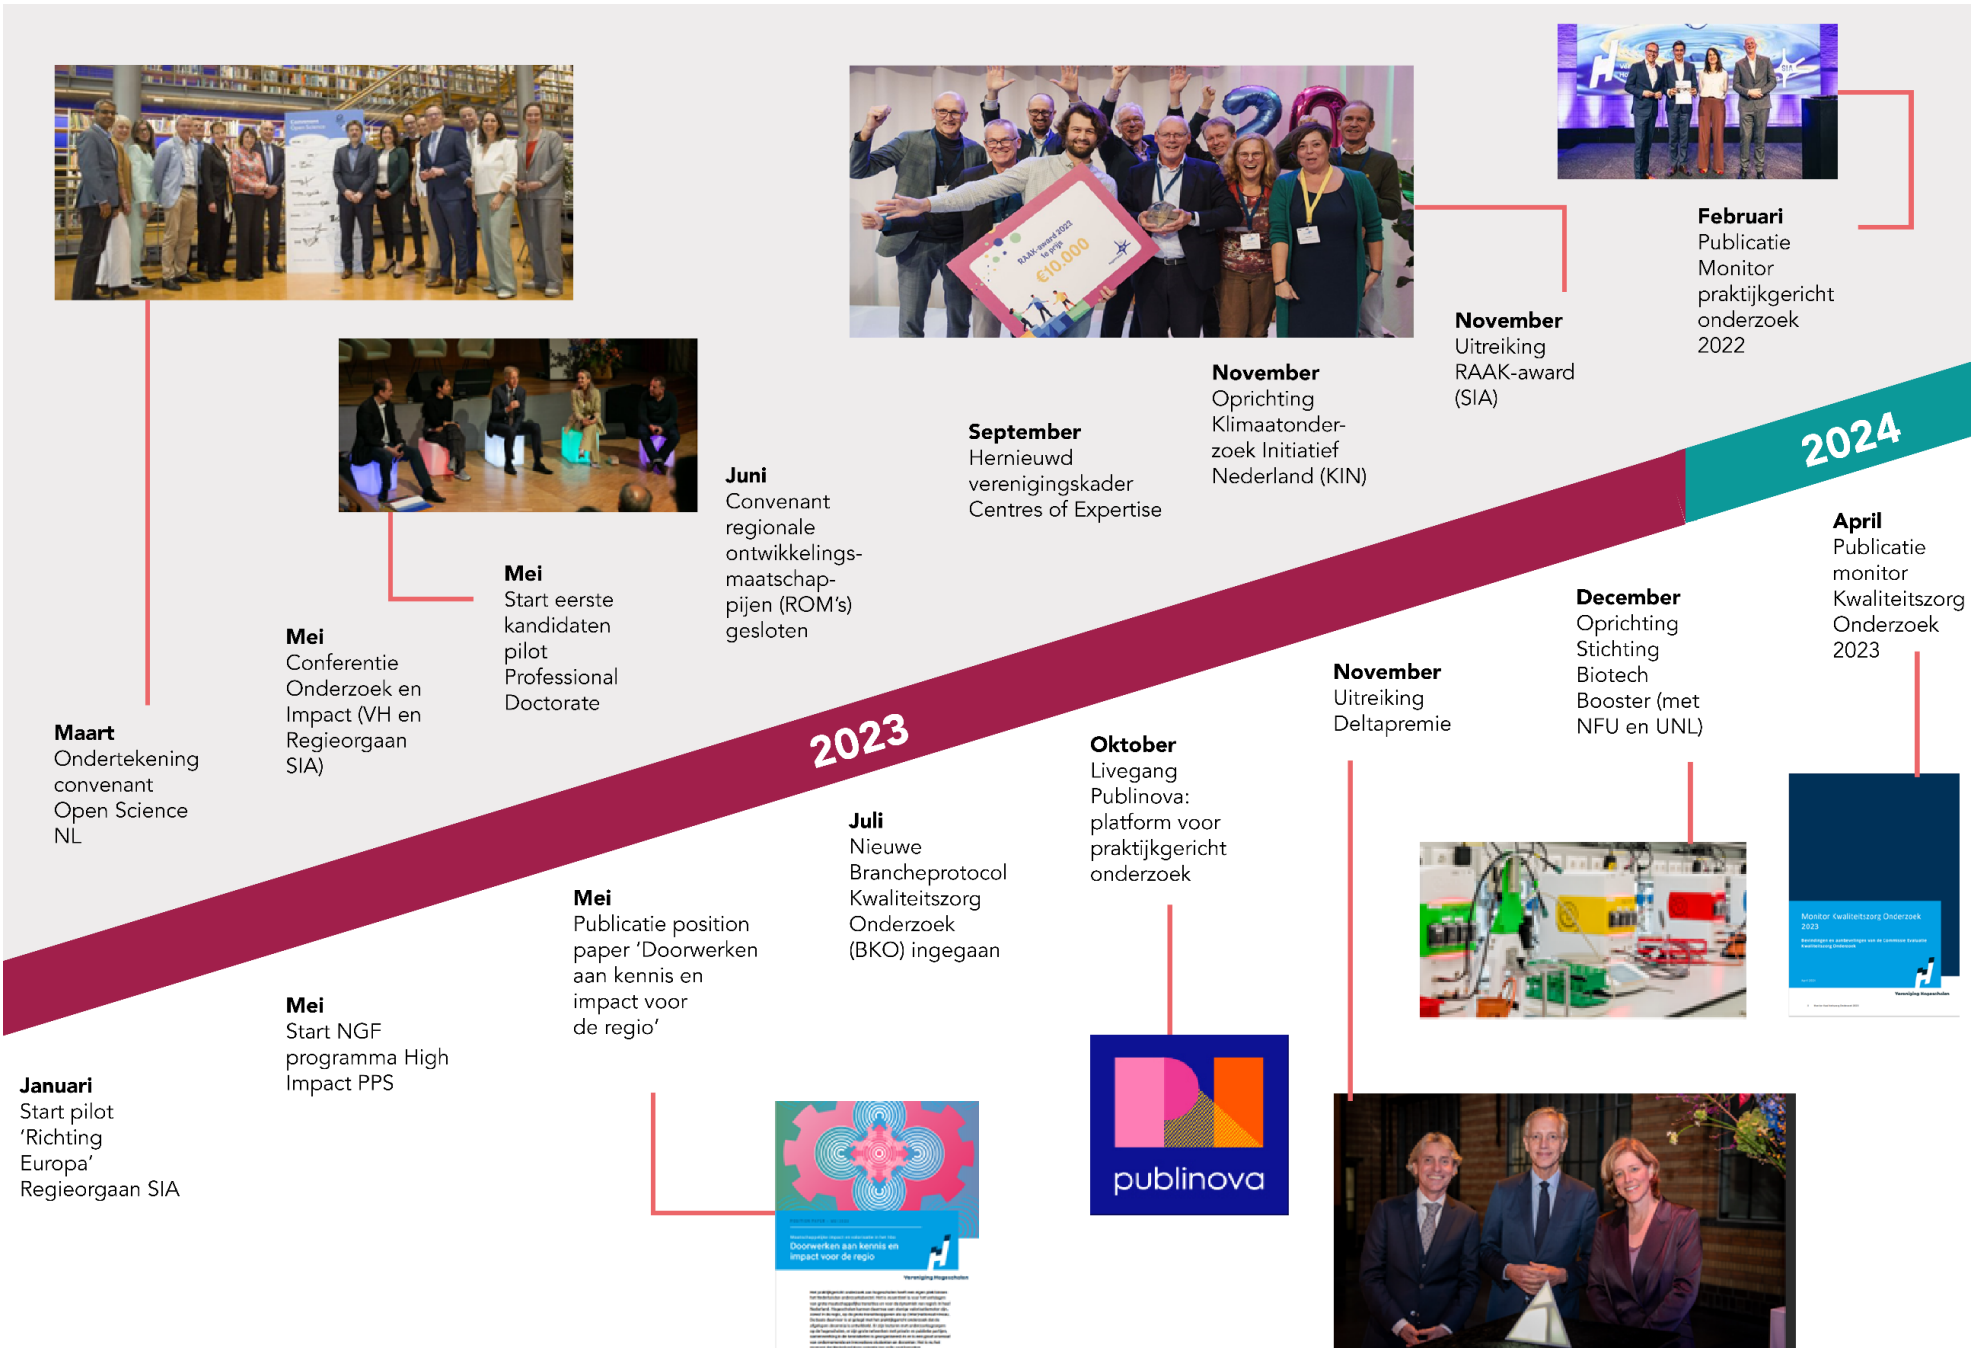 Februari
Publicatie
Monitor
praktijkgericht
onderzoek
2022
November
Uitreiking
RAAK-award
(SIA)
November
Oprichting
Klimaatonder-
zoek Initiatief
Nederland (KIN)
September
Hernieuwd
verenigingskader
Centres of Expertise
Juni
Convenant
regionale
ontwikkelings-
maatschap-
pijen (ROM's)
gesloten
Mei
Start eerste
kandidaten
pilot
Professional
Doctorate
Mei
Conferentie
Onderzoek en
Impact (VH en
Regieorgaan
SIA)
Maart
Ondertekening
convenant
Open Science
NL
RAAK-award 2022
1e prijs
€10.000
20
2023
2024
Januari
Start pilot
‘Richting
Europa’
Regieorgaan SIA
Mei
Start NGF
programma High
Impact PPS
Mei
Publicatie position
paper ‘Doorwerken
aan kennis en
impact voor
de regio’
Doorwerken aan kennis en
impact voor de regio
Vereniging Hogescholen
Juli
Nieuwe
Brancheprotocol
Kwaliteitszorg
Onderzoek
(BKO) ingegaan
Oktober
Livegang
Publinova:
platform voor
praktijkgericht
onderzoek
publinova
November
Uitreiking
Deltapremie
December
Oprichting
Stichting
Biotech
Booster (met
NFU en UNL)
April
Publicatie
monitor
Kwaliteitszorg
Onderzoek
2023
Monitor Kwaliteitszorg Onderzoek
2023
Vereniging Hogescholen